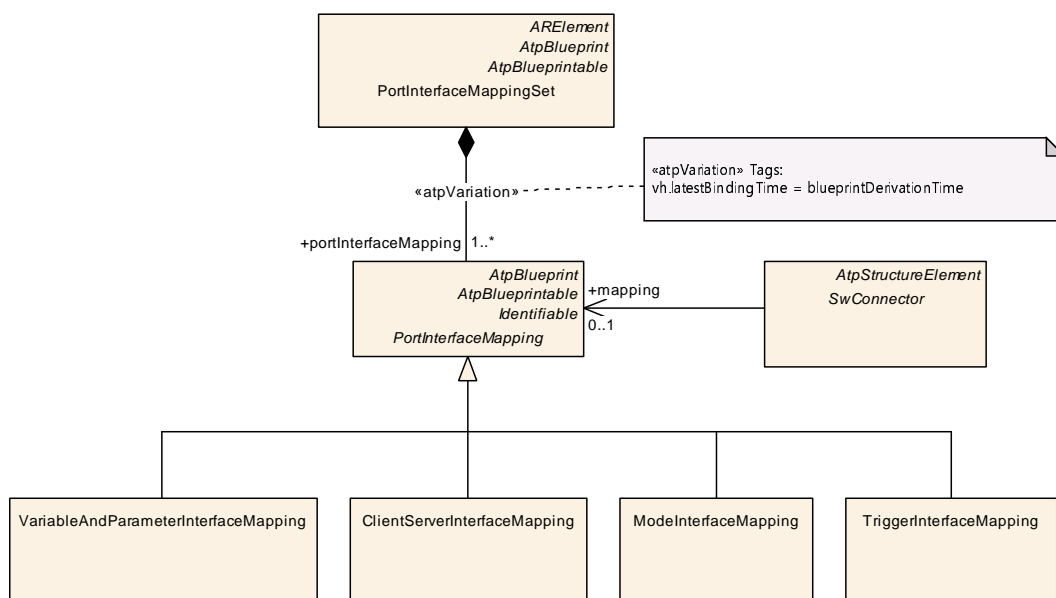 ARElement
AtpBlueprint
AtpBlueprintable
PortInterfaceMappingSet
«atpVariation» Tags:
vh.latestBindingTime = blueprintDerivationTime
«atpVariation»
+portInterfaceMapping 1..*
AtpBlueprint
AtpBlueprintable
Identifiable
PortInterfaceMapping
+mapping
0..1
AtpStructureElement
SwConnector
VariableAndParameterInterfaceMapping
ClientServerInterfaceMapping
ModeInterfaceMapping
TriggerInterfaceMapping